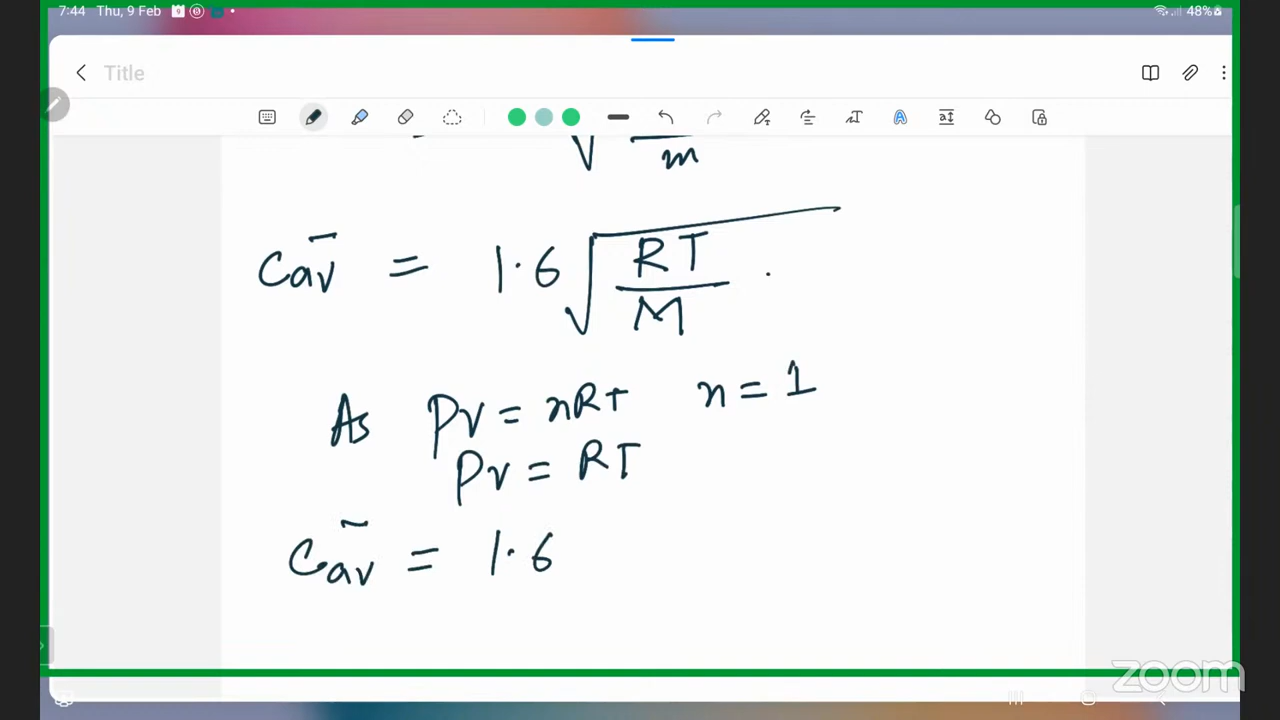 7:44 Thu, 9 Feb 48%
Title
m
Cav = 1.6 √ RT
M
As PV = nRT n = 1
PV = RT
Cav = 1.6
zoom